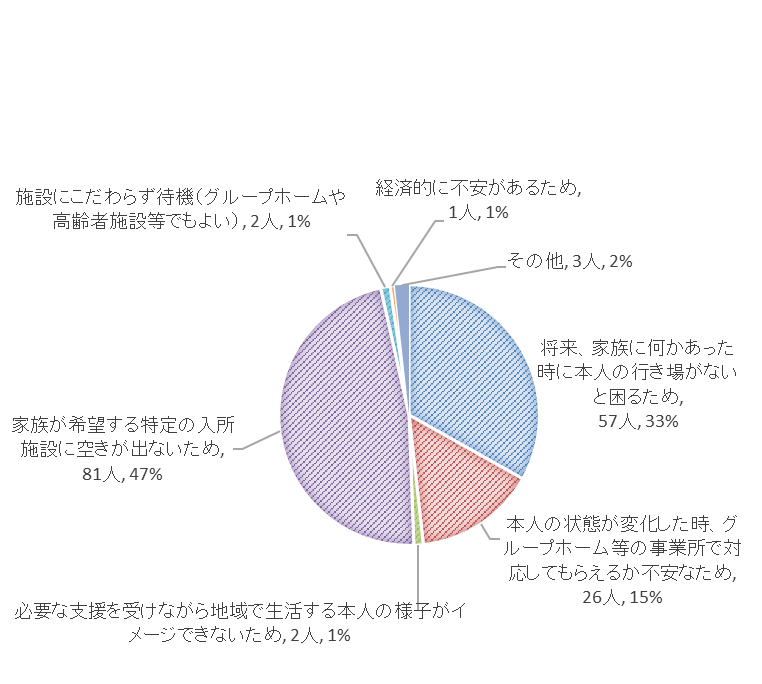 施設にこだわらず待機（グループホームや
高齢者施設等でもよい）, 2人, 1%
経済的に不安があるため,
1人, 1%
その他, 3人, 2%
将来、家族に何かあった
時に本人の行き場がない
と困るため,
57人, 33%
家族が希望する特定の入所
施設に空きが出ないため,
81人, 47%
本人の状態が変化した時、グ
ループホーム等の事業所で対
応してもらえるか不安なため,
26人, 15%
必要な支援を受けながら地域で生活する本人の様子がイ
メージできないため, 2人, 1%